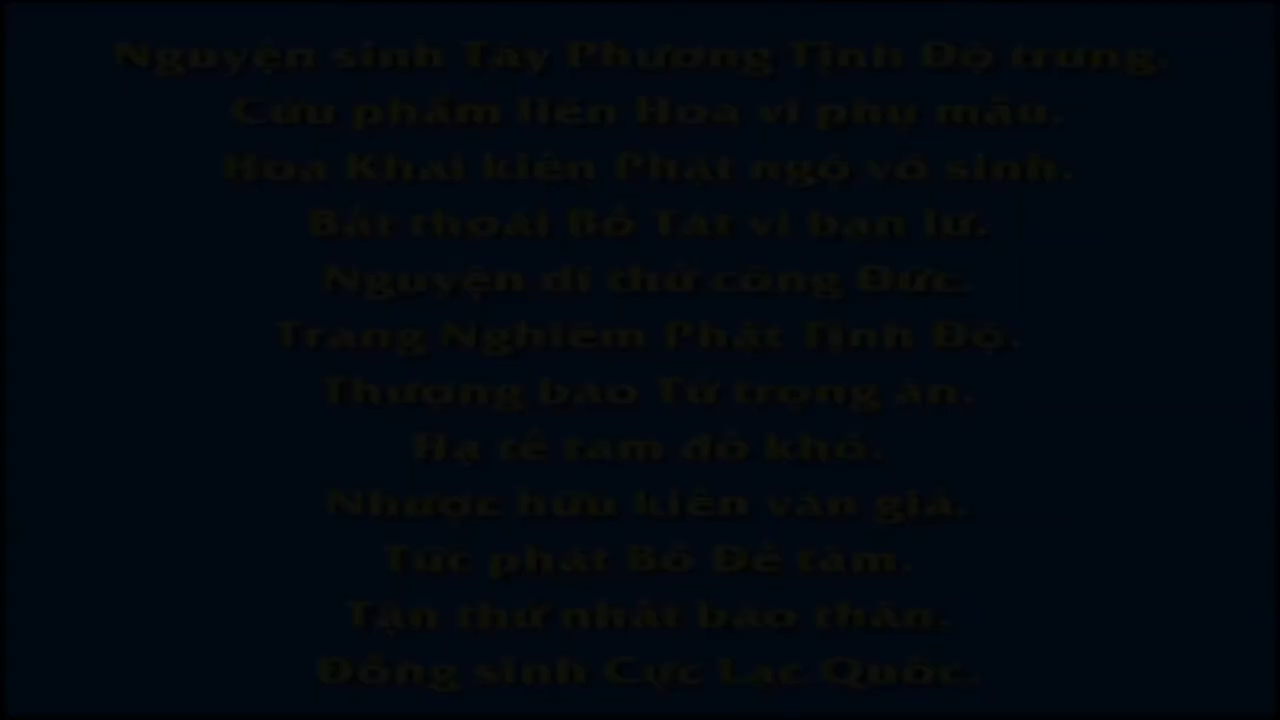 Nguyện sinh Tây Phương Tịnh Độ trung.
Cửu phẩm liên Hoa vi phụ mẫu.
Hoa Khai kiến Phật ngộ vô sinh.
Bất thoái Bồ Tát vi bạn lữ.
Nguyện dĩ thử công Đức.
Trang Nghiêm Phật Tịnh Độ.
Thượng báo Tứ trọng ân.
Hạ tế tam đồ khổ.
Nhược hữu kiến văn giả.
Tức phát Bồ Đề tâm.
Tận thử nhất báo thân.
Đồng sinh Cực Lạc Quốc.